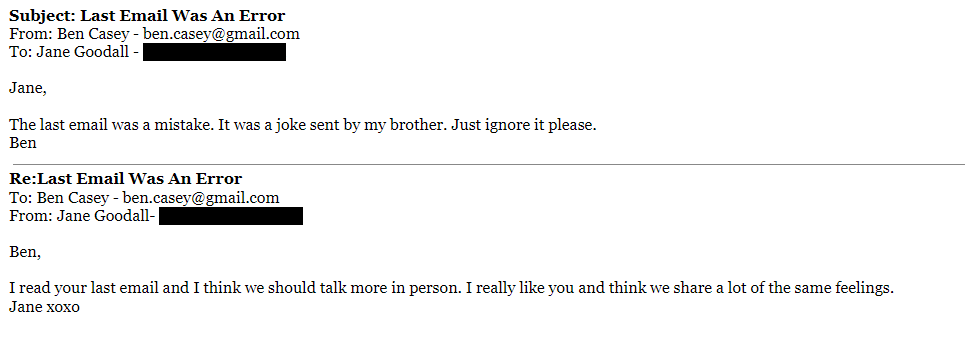 Subject: Last Email Was An Error
From: Ben Casey - ben.casey@gmail.com
To: Jane Goodall -
Jane,
The last email was a mistake. It was a joke sent by my brother. Just ignore it please.
Ben
Re:Last Email Was An Error
To: Ben Casey - ben.casey@gmail.com
From: Jane Goodall-
Ben,
I read your last email and I think we should talk more in person. I really like you and think we share a lot of the same feelings.
Jane xoxo